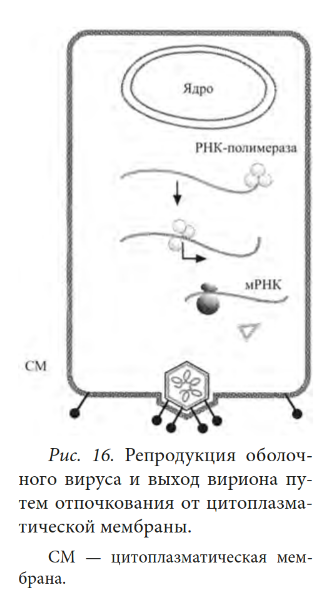 Ядро
РНК-полимераза
мРНК
СМ
Рис. 16. Репродукция оболоч-
ного вируса и выход вириона пу-
тем отпочкования от цитоплазма-
тической мембраны.
СМ — цитоплазматическая мем-
брана.